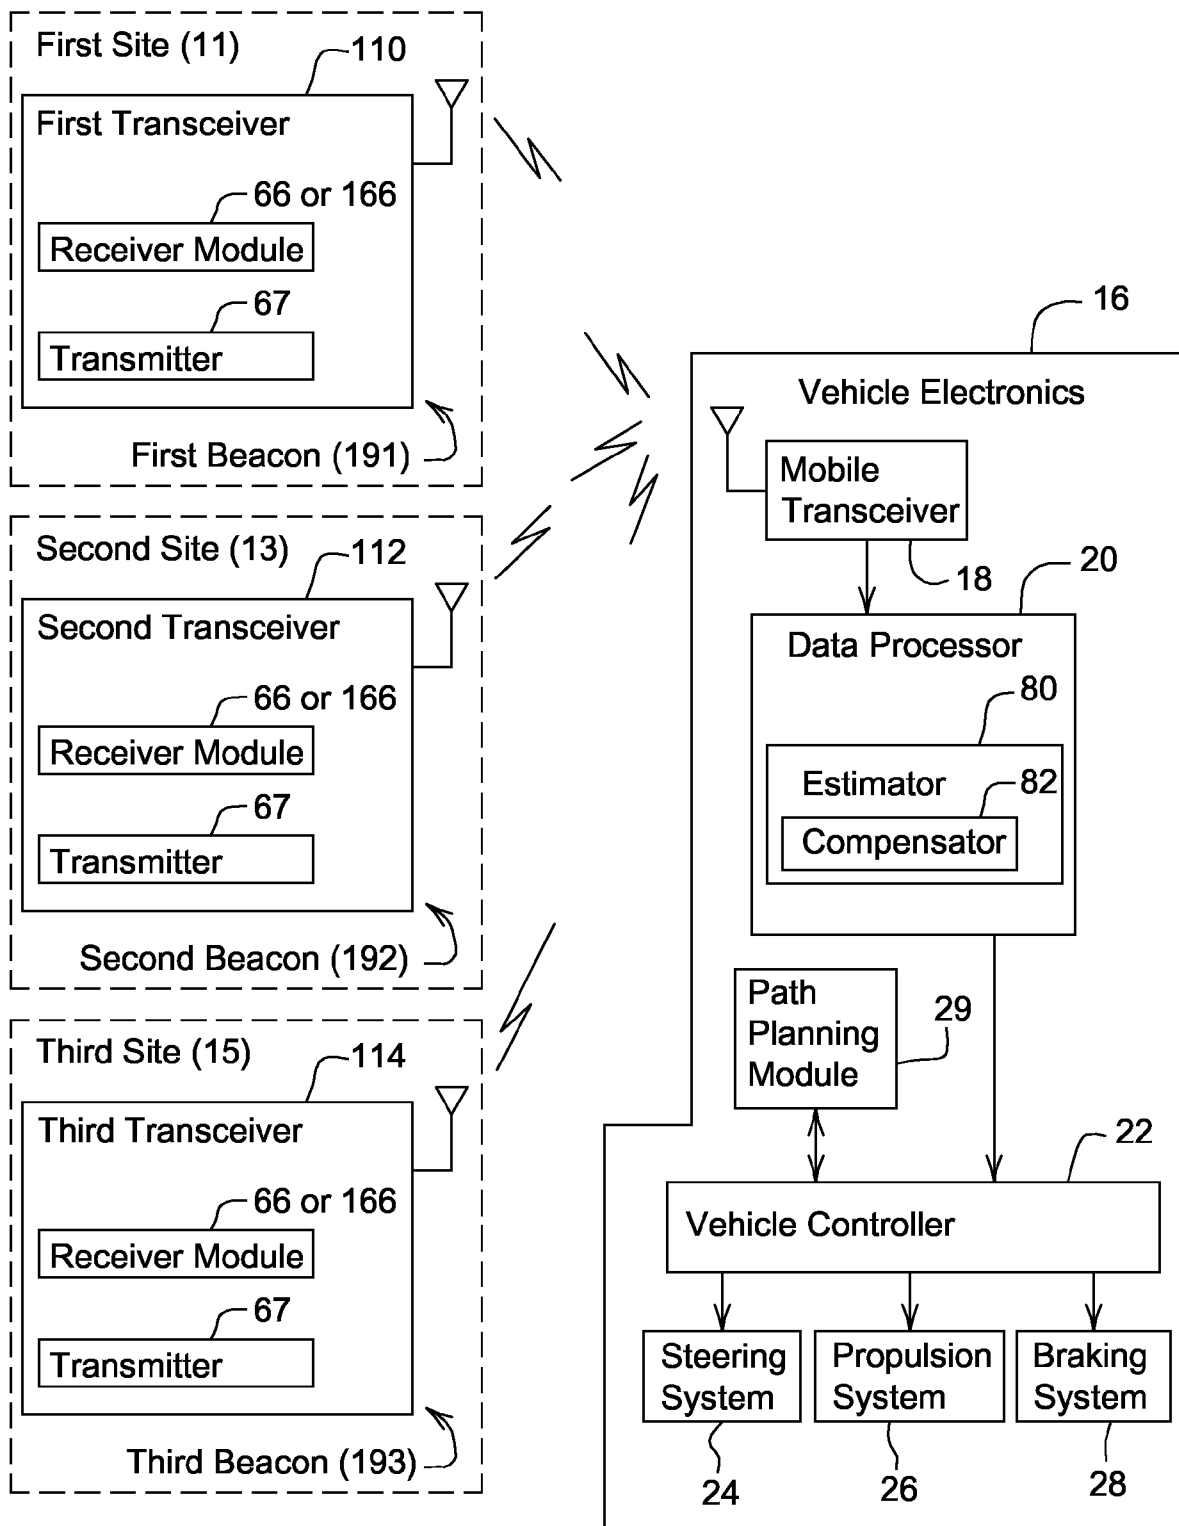 First Site (11)
110
First Transceiver
66 or 166
Receiver Module
67
Transmitter
First Beacon (191)
Second Site (13)
112
Second Transceiver
66 or 166
Receiver Module
67
Transmitter
Second Beacon (192)
Third Site (15)
114
Third Transceiver
66 or 166
Receiver Module
67
Transmitter
Third Beacon (193)
16
Vehicle Electronics
Mobile
Transceiver
18
20
Data Processor
80
Estimator
82
Compensator
Path
Planning
Module
29
22
Vehicle Controller
Steering
System
Propulsion
System
Braking
System
24
26
28